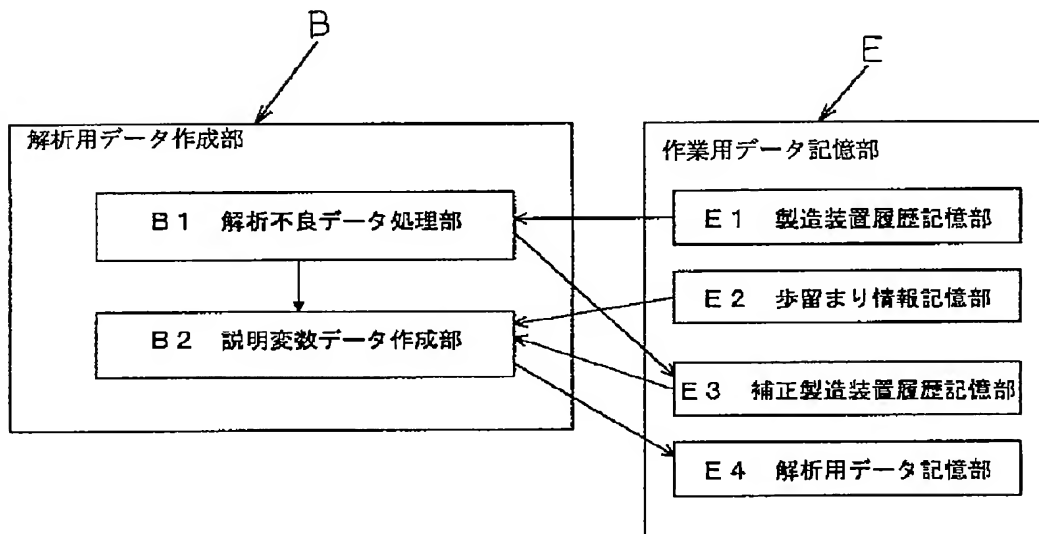 B
E
解析用データ作成部
B1 解析不良データ処理部
B2 説明変数データ作成部
作業用データ記憶部
E1 製造装置履歴記憶部
E2 歩留まり情報記憶部
E3 補正製造装置履歴記憶部
E4 解析用データ記憶部